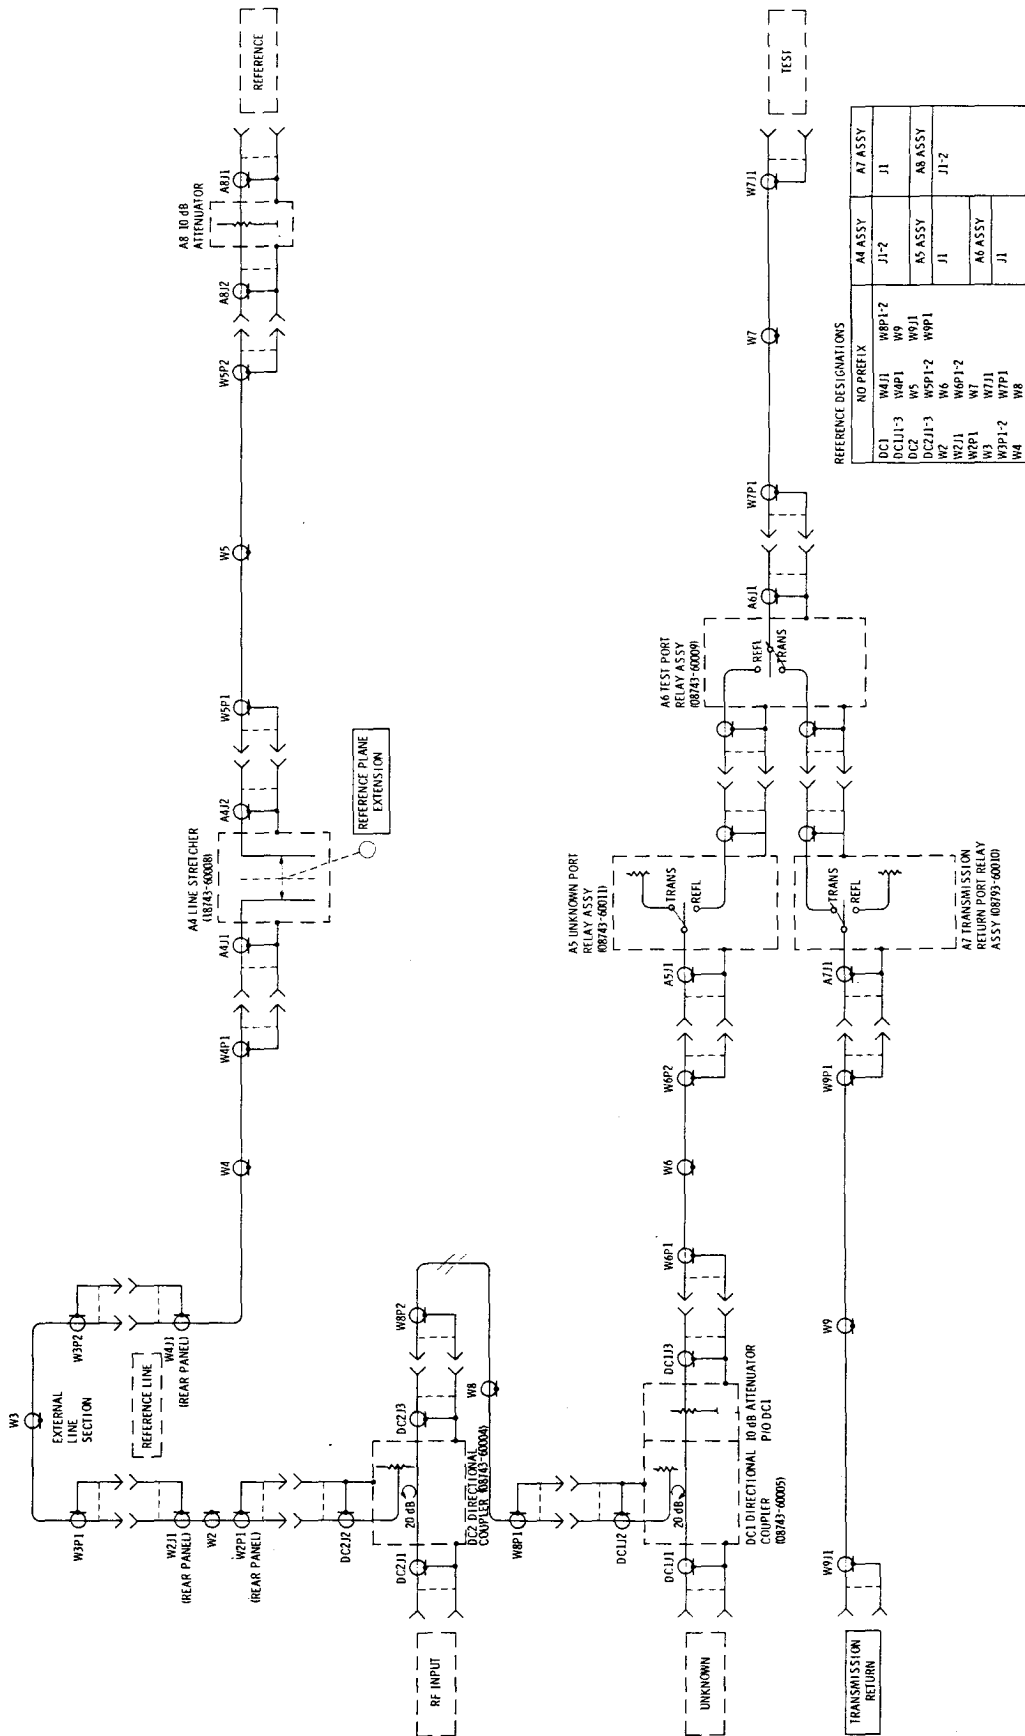 REFERENCE
A8J1
A8 10 dB
ATTENUATOR
A8J2
W5P2
W5
W5P1
A4J2
A4 LINE STRETCHER
(18743-60008)
REFERENCE PLANE
EXTENSION
A4J1
W4P1
W4
W3P2
W4J1
(REAR PANEL)
W3
EXTERNAL
LINE
SECTION
REFERENCE LINE
W3P1
W2J1
(REAR PANEL)
W2
W2P1
(REAR PANEL)
DC2J2
20 dB
DC2J3
W8P2
DC2 DIRECTIONAL
COUPLER (08743-60004)
DC2J1
RF INPUT
W8
W8P1
DC1J2
20 dB
DC1J1
UNKNOWN
DC1 DIRECTIONAL
COUPLER
(08743-60005)
10 dB ATTENUATOR
P/O DC1
DC1J3
W6P1
W6
W6P2
A5J1
A5 UNKNOWN PORT
RELAY ASSY
(08743-60011)
TRANS
REFL
A6 TEST PORT
RELAY ASSY
(08743-60009)
REFL
TRANS
A6J1
W7P1
W7
W7J1
TEST
A7 TRANSMISSION
RETURN PORT RELAY
ASSY (08793-60010)
TRANS
REFL
A7J1
W9P1
W9
W9J1
TRANSMISSION
RETURN
REFERENCE DESIGNATIONS
NO PREFIX
A4 ASSY
A7 ASSY
DC1
W4J1
W8P1-2
J1-2
J1
DC1J1-3
W4P1
W9
DC2
W5
W9J1
A5 ASSY
A8 ASSY
DC2J1-3
W5P1-2
W9P1
J1
J1-2
W2
W6
W2J1
W6P1-2
W2P1
W7
A6 ASSY
W3
W7J1
J1
W3P1-2
W7P1
W4
W8